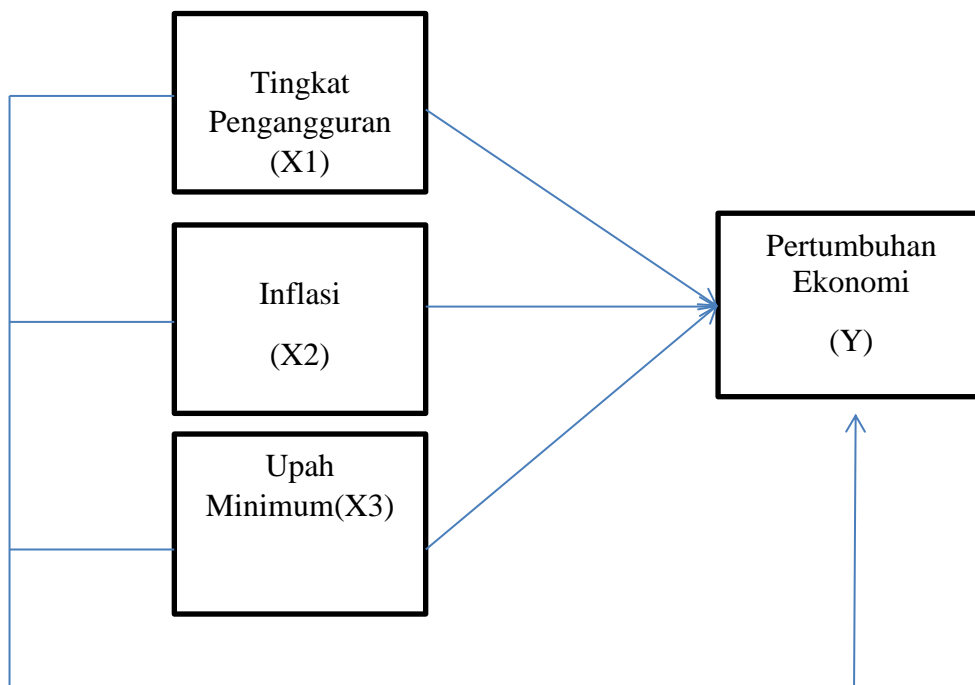 Tingkat
Pengangguran
(X1)
Inflasi
(X2)
Upah
Minimum(X3)
Pertumbuhan
Ekonomi
(Y)